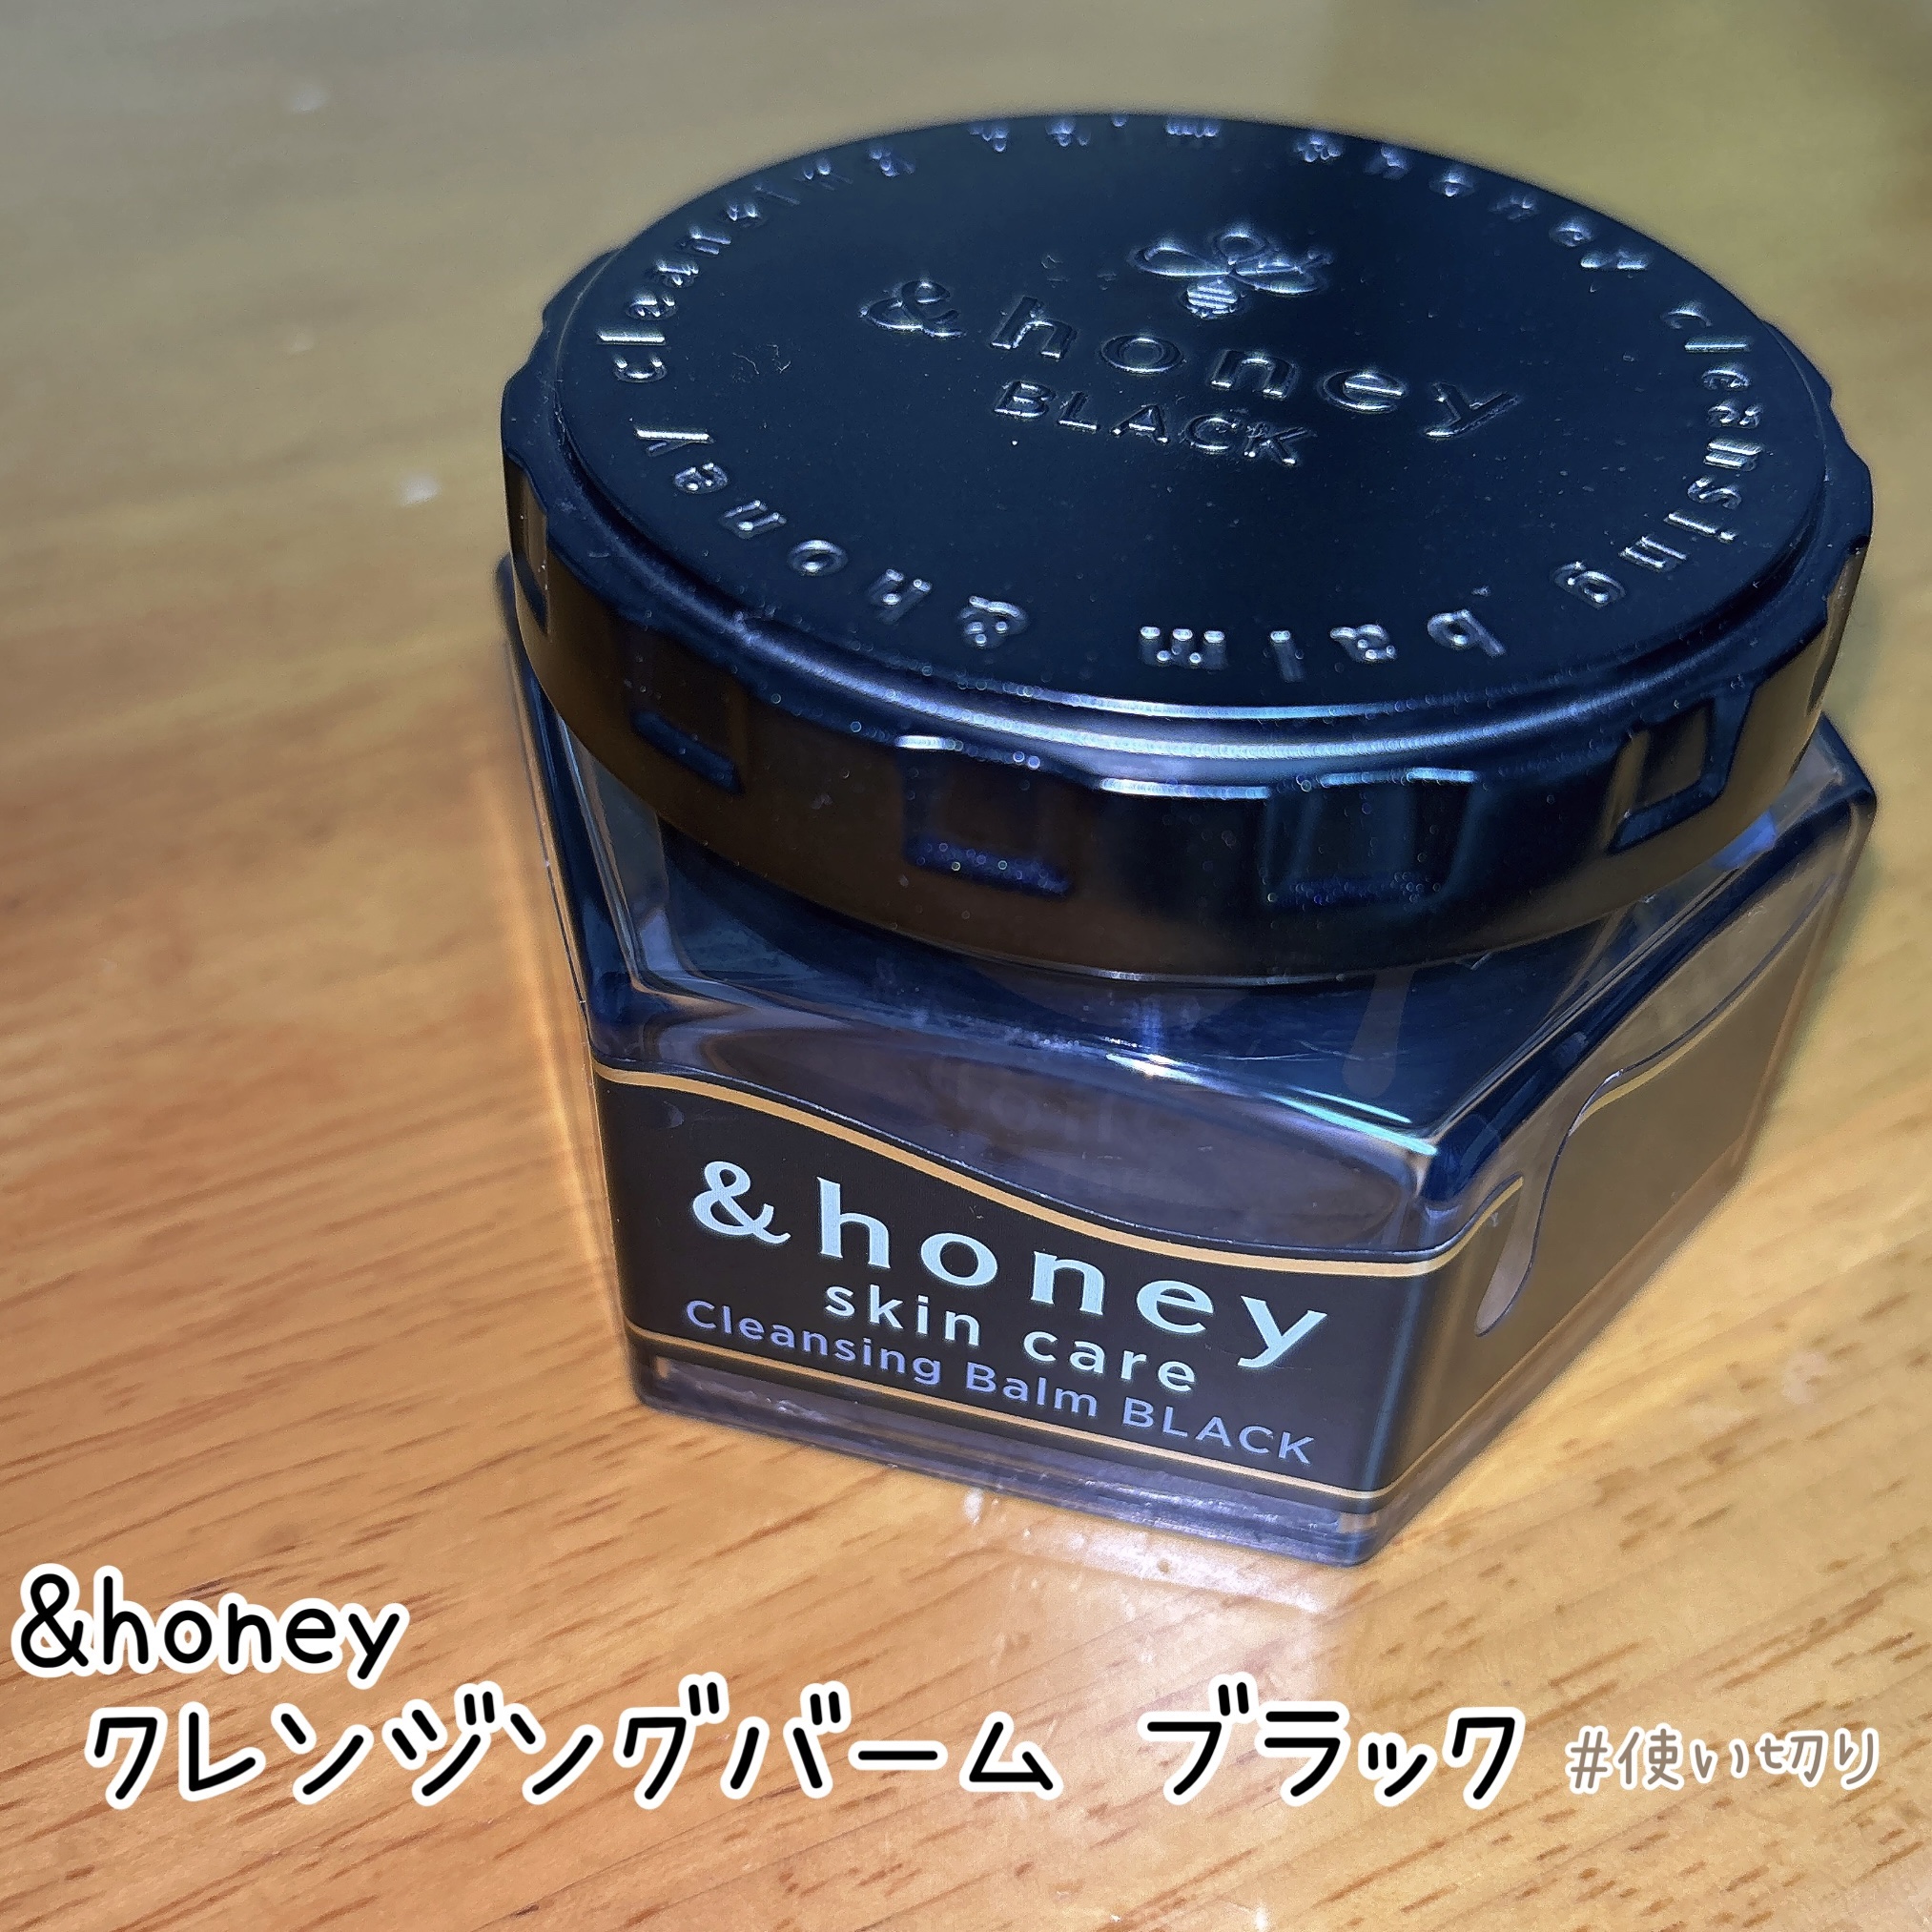 &honey
BLACK
&honey cleansing balm &honey cleansing balm
&honey
skin care
Cleansing Balm BLACK
&honey
クレンジングバーム ブラック #使い切り